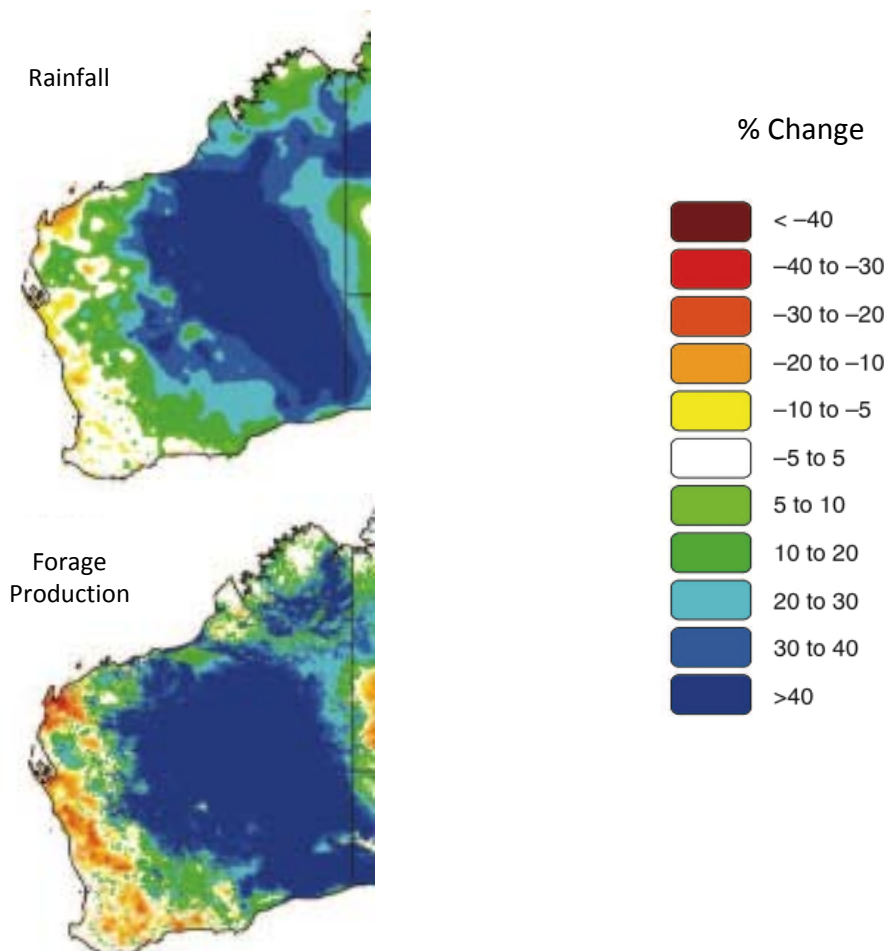 Rainfall
% Change
< –40
–40 to –30
–30 to –20
–20 to –10
–10 to –5
–5 to 5
5 to 10
10 to 20
20 to 30
30 to 40
>40
Forage
Production